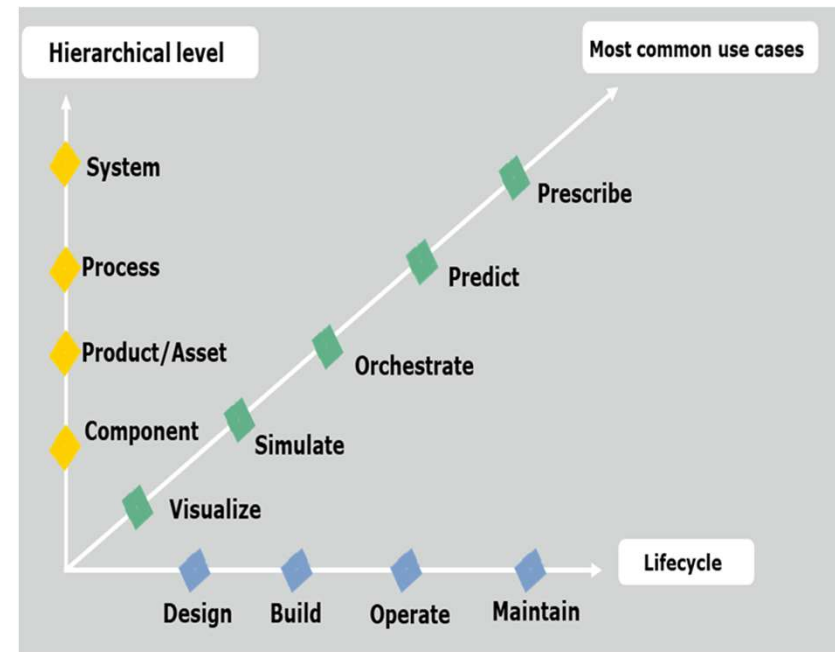 Hierarchical level
Most common use cases
System
Prescribe
Process
Predict
Product/Asset
Orchestrate
Component
Simulate
Visualize
Lifecycle
Design
Build
Operate
Maintain